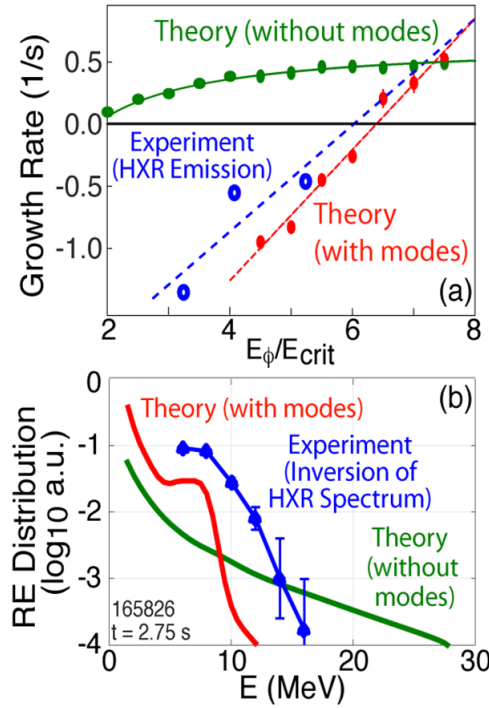 Theory (without modes)
Growth Rate (1/s)
0.5
0.0
-0.5
-1.0
Experiment
(HXR Emission)
Theory
(with modes)
(a)
2 4 6 8
Eϕ/Ecrit
0
-1
-2
-3
-4
RE Distribution
(log10 a.u.)
(b)
Theory (with modes)
Experiment
(Inversion of
HXR Spectrum)
Theory
(without
modes)
165826
t = 2.75 s
0 10 20 30
E (MeV)